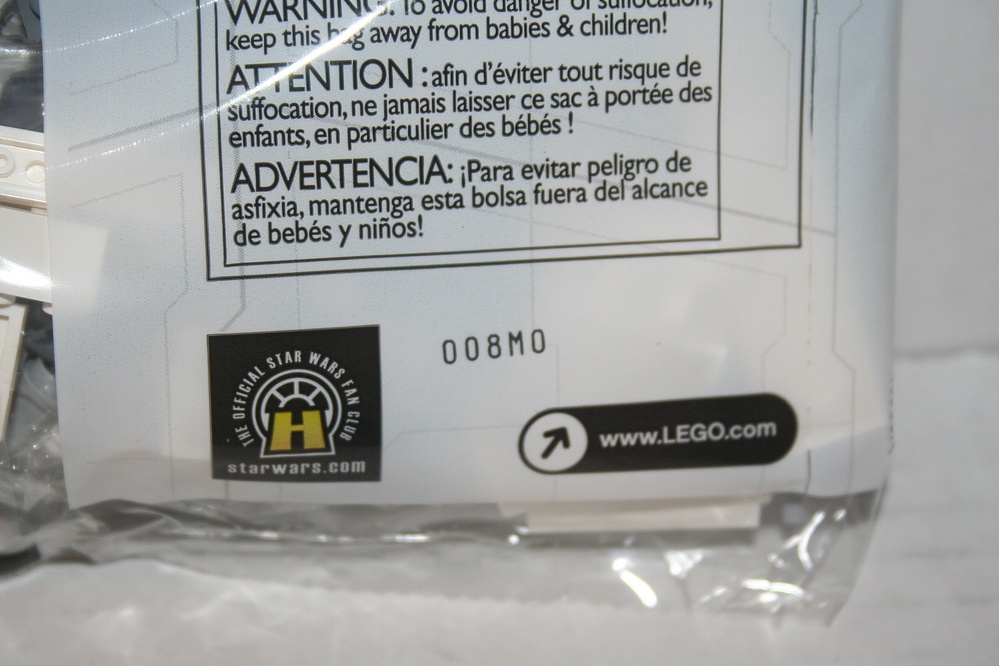 WARNING: To avoid danger of suffocation,
keep this bag away from babies & children!
ATTENTION : afin d'éviter tout risque de
suffocation, ne jamais laisser ce sac à portée des
enfants, en particulier des bébés !
ADVERTENCIA: ¡Para evitar peligro de
asfixia, mantenga esta bolsa fuera del alcance
de bebés y niños!
008M0
THE OFFICIAL STAR WARS FAN CLUB
H
starwars.com
www.LEGO.com